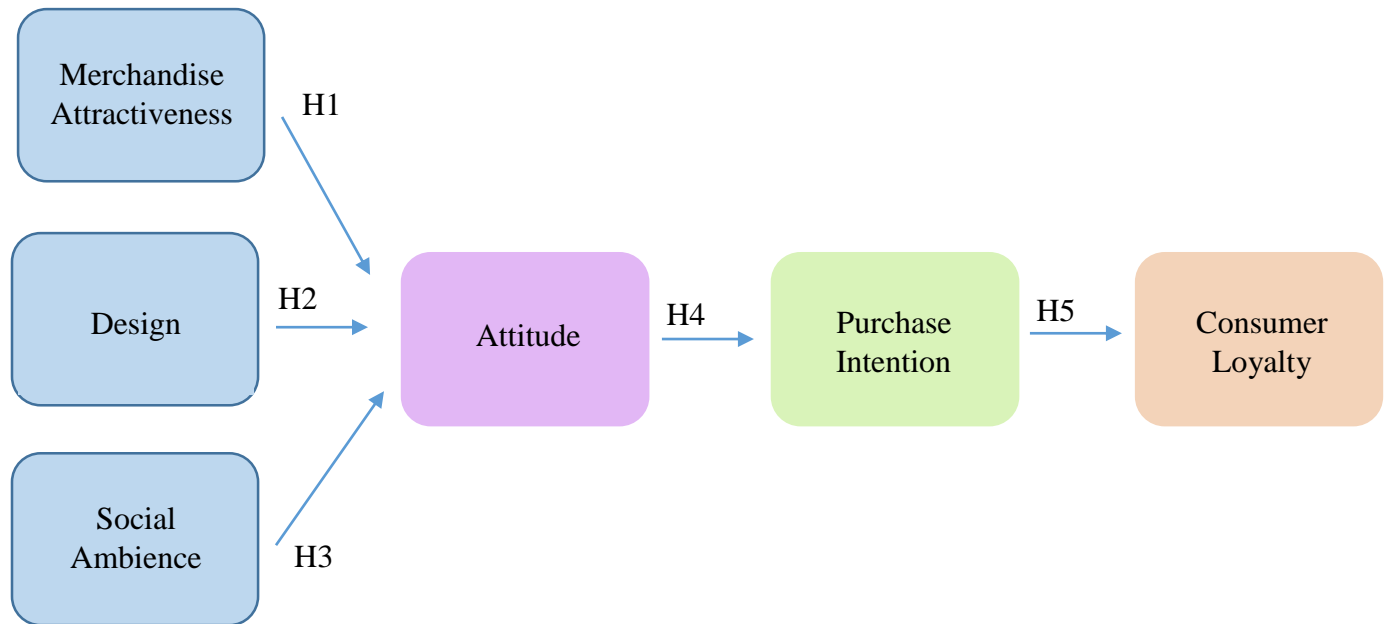 Merchandise
Attractiveness
H1
Design
H2
Social
Ambience
H3
Attitude
H4
Purchase
Intention
H5
Consumer
Loyalty